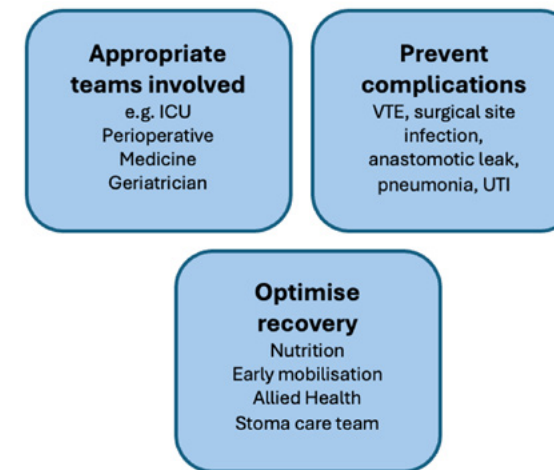 Appropriate
teams involved
e.g. ICU
Perioperative
Medicine
Geriatrician
Prevent
complications
VTE, surgical site
infection,
anastomotic leak,
pneumonia, UTI
Optimise
recovery
Nutrition
Early mobilisation
Allied Health
Stoma care team